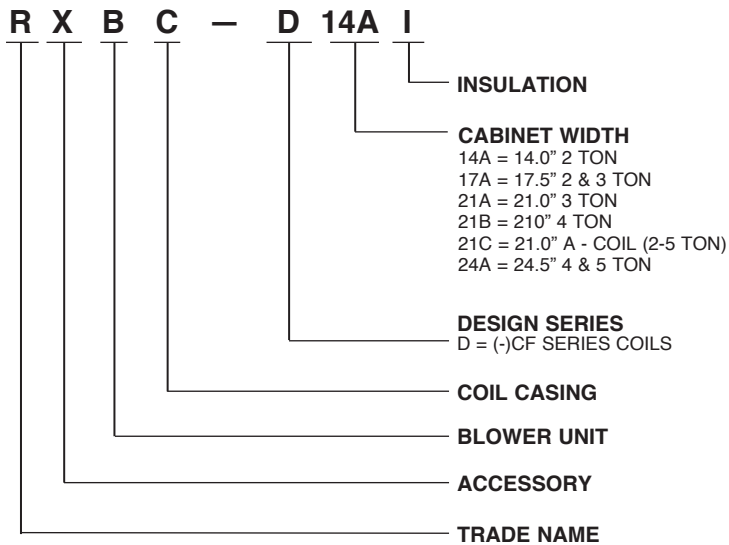 R X B C – D 14A I
INSULATION
CABINET WIDTH
14A = 14.0” 2 TON
17A = 17.5” 2 & 3 TON
21A = 21.0” 3 TON
21B = 210” 4 TON
21C = 21.0” A - COIL (2-5 TON)
24A = 24.5” 4 & 5 TON
DESIGN SERIES
D = (-)CF SERIES COILS
COIL CASING
BLOWER UNIT
ACCESSORY
TRADE NAME